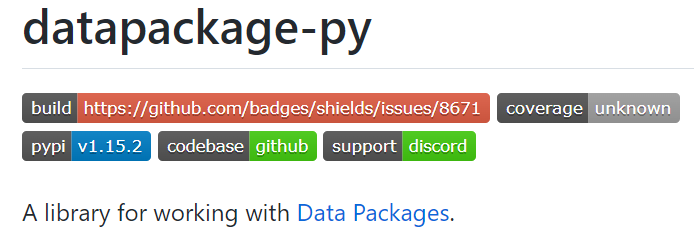 datapackage-py
build https://github.com/badges/shields/issues/8671 coverage unknown
pypi v1.15.2 codebase github support discord
A library for working with Data Packages.